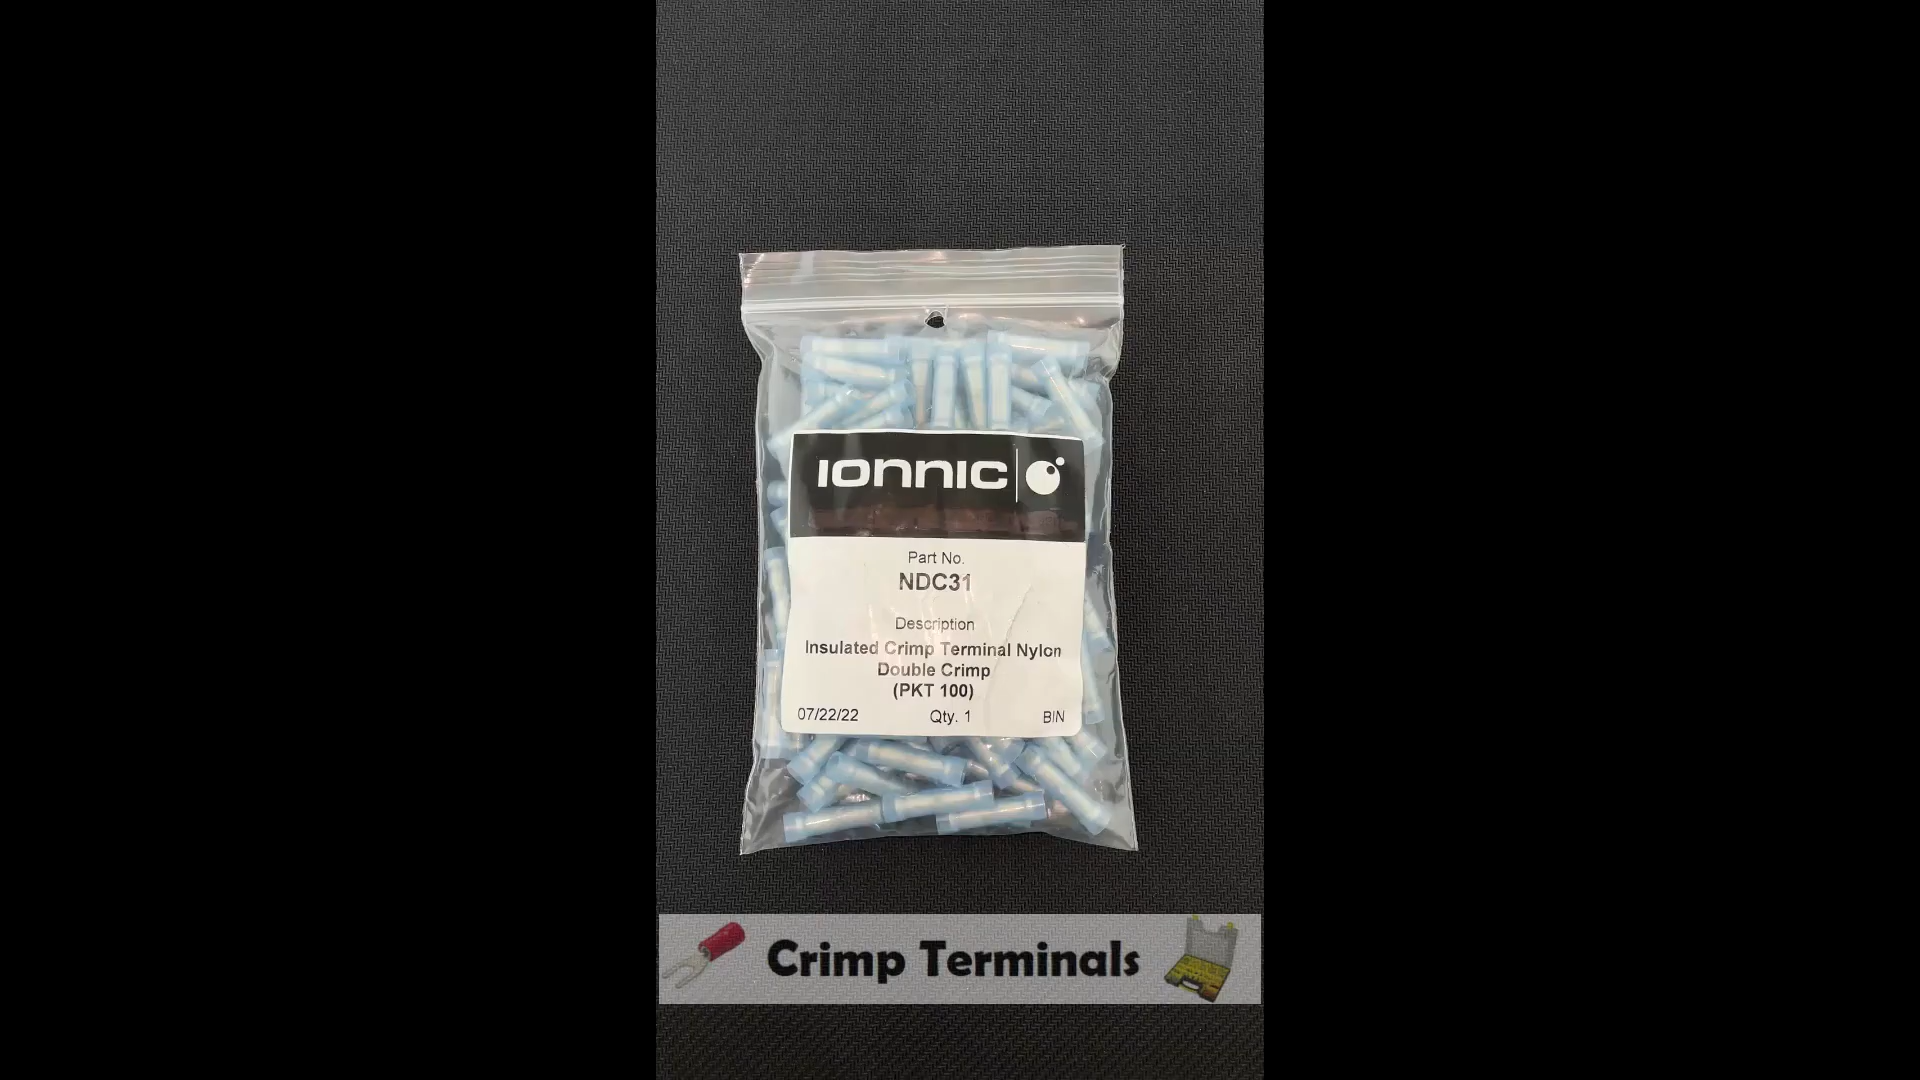 IONNIC
Part No.
NDC31
Description
Insulated Crimp Terminal Nylon
Double Crimp
(PKT 100)
07/22/22 Qty. 1 BIN
Crimp Terminals